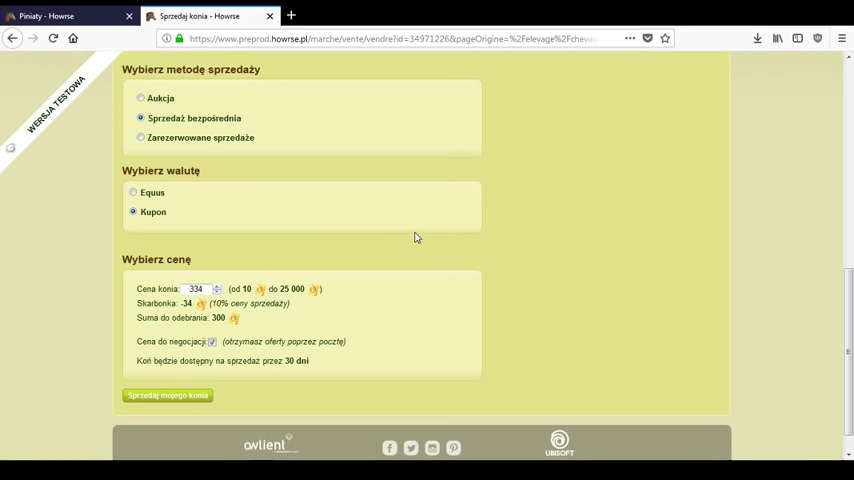 Piniaty - Howrse
Sprzedaj konia - Howrse
https://www.preprod.howrse.pl/marche/vente/vendre?id=34971226&pageOrigine=%2Felevage%2Fcheva
WERSJA TESTOWA
Wybierz metodę sprzedaży
Aukcja
Sprzedaż bezpośrednia
Zarezerwowane sprzedaże
Wybierz walutę
Equus
Kupon
Wybierz cenę
Cena konia: 334 (od 10 do 25 000 )
Skarbonka: -34 (10% ceny sprzedaży)
Suma do odebrania: 300
Cena do negocjacji: (otrzymasz oferty poprzez pocztę)
Koń będzie dostępny na sprzedaż przez 30 dni
Sprzedaj mojego konia
owlient
UBISOFT